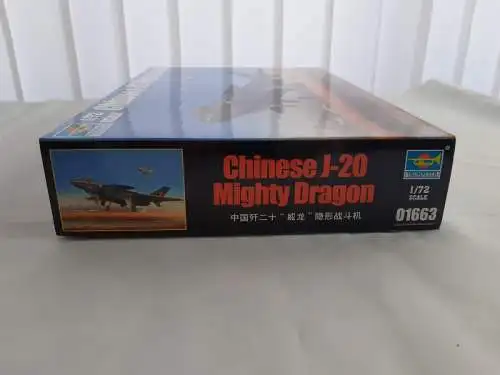 Chinese J-20
Mighty Dragon
中国歼二十“威龙”隐形战斗机
1/72
SCALE
01663